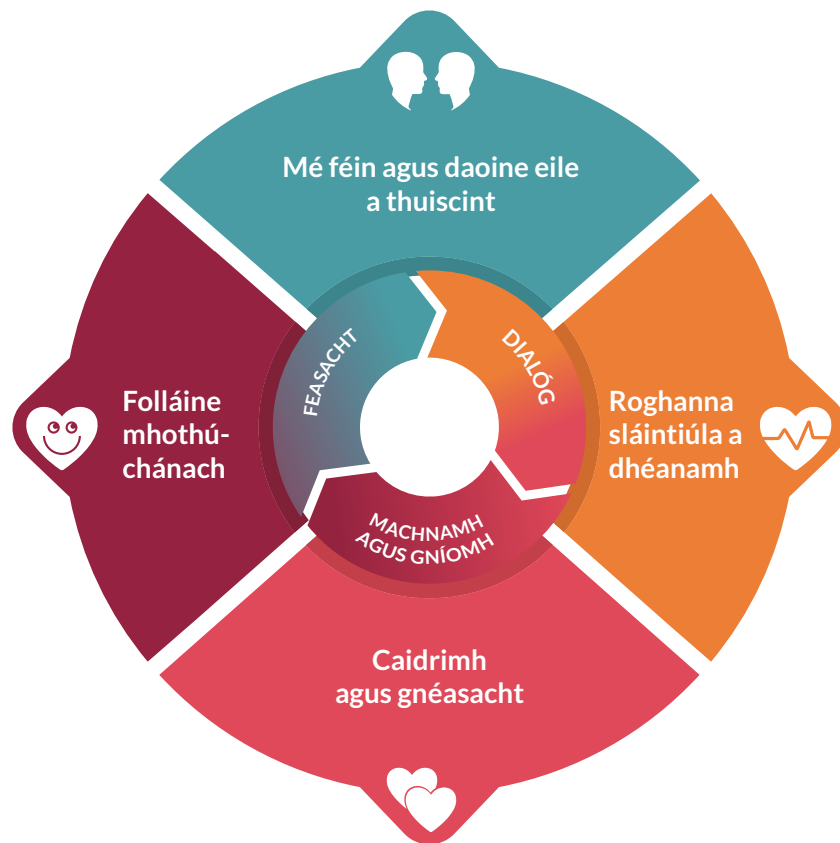 Mé féin agus daoine eile
a thuiscint
FEASACHT
DIALÓG
Folláine
mhothú-
chánach
Roghanna
sláintiúla a
dhéanamh
MACHNAMH
AGUS GNÍOMH
Caidrimh
agus gnéasacht